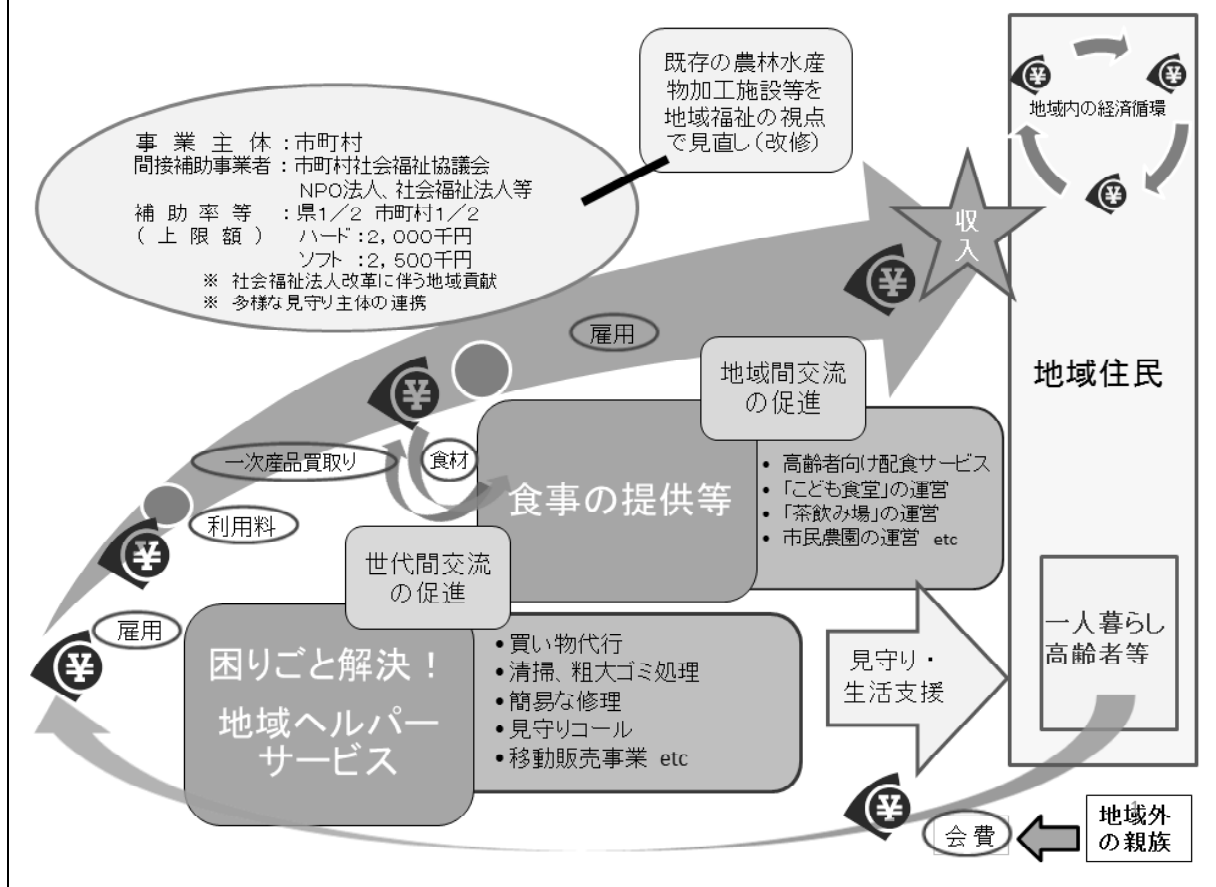 既存の農林水産
物加工施設等を
地域福祉の視点
で見直し（改修）
事業主体：市町村
間接補助事業者：市町村社会福祉協議会
NPO法人、社会福祉法人等
補助率等：県1／2 市町村1／2
（上限額） ハード：2，000千円
ソフト：2，500千円
※ 社会福祉法人改革に伴う地域貢献
※ 多様な見守り主体の連携
¥
¥
地域内の経済循環
¥
収
入
¥
雇用
地域住民
地域間交流
の促進
¥
一次産品買取り
食材
食事の提供等
• 高齢者向け配食サービス
• 「こども食堂」の運営
• 「茶飲み場」の運営
• 市民農園の運営 etc
利用料
¥
世代間交流
の促進
雇用
¥
困りごと解決！
地域ヘルパー
サービス
• 買い物代行
• 清掃、粗大ゴミ処理
• 簡易な修理
• 見守りコール
• 移動販売事業 etc
見守り・
生活支援
一人暮らし
高齢者等
¥
会費
地域外
の親族